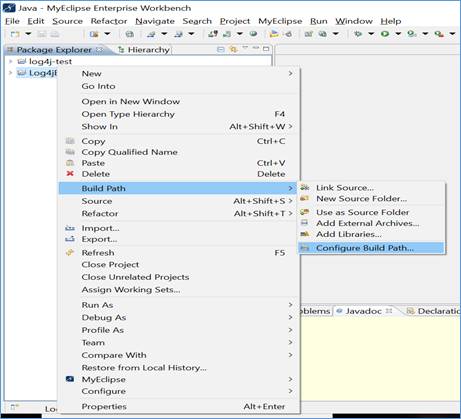 Java - MyEclipse Enterprise Workbench
File Edit Source Refactor Navigate Search Project MyEclipse Run Window Help
Package Explorer Hierarchy
log4j-test
New
Go Into
Open in New Window
Open Type Hierarchy F4
Show In Alt+Shift+W >
Copy Ctrl+C
Copy Qualified Name
Paste Ctrl+V
Delete Delete
Build Path
Source Alt+Shift+S >
Refactor Alt+Shift+T >
Import...
Export...
Refresh F5
Close Project
Close Unrelated Projects
Assign Working Sets...
Run As
Debug As
Profile As
Team
Compare With
Restore from Local History...
MyEclipse
Configure
Properties Alt+Enter
Link Source...
New Source Folder...
Use as Source Folder
Add External Archives...
Add Libraries...
Configure Build Path...
Javadoc